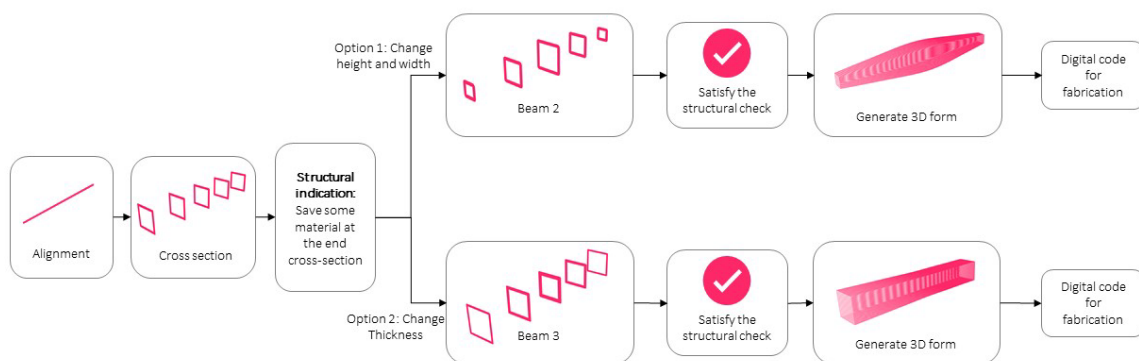 Option 1: Change
height and width
Beam 2
Satisfy the
structural check
Generate 3D form
Digital code
for
fabrication
Alignment
Cross section
Structural
indication:
Save some
material at
the end
cross-section
Option 2: Change
Thickness
Beam 3
Satisfy the
structural check
Generate 3D form
Digital code
for
fabrication